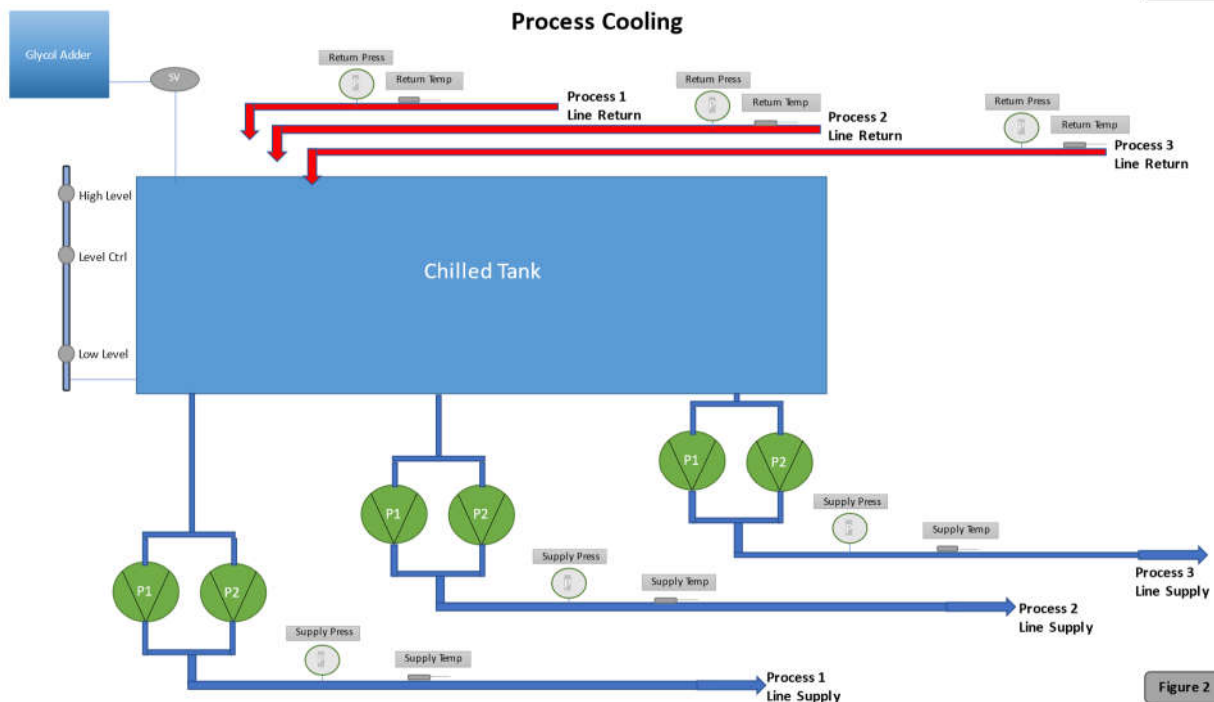 Process Cooling
Glycol Adder
SV
Return Press
Return Temp
Process 1
Line Return
Return Press
Return Temp
Process 2
Line Return
Return Press
Return Temp
Process 3
Line Return
High Level
Level Ctrl
Low Level
Chilled Tank
P1
P2
Supply Press
Supply Temp
Process 3
Line Supply
P1
P2
Supply Press
Supply Temp
Process 2
Line Supply
P1
P2
Supply Press
Supply Temp
Process 1
Line Supply
Figure 2